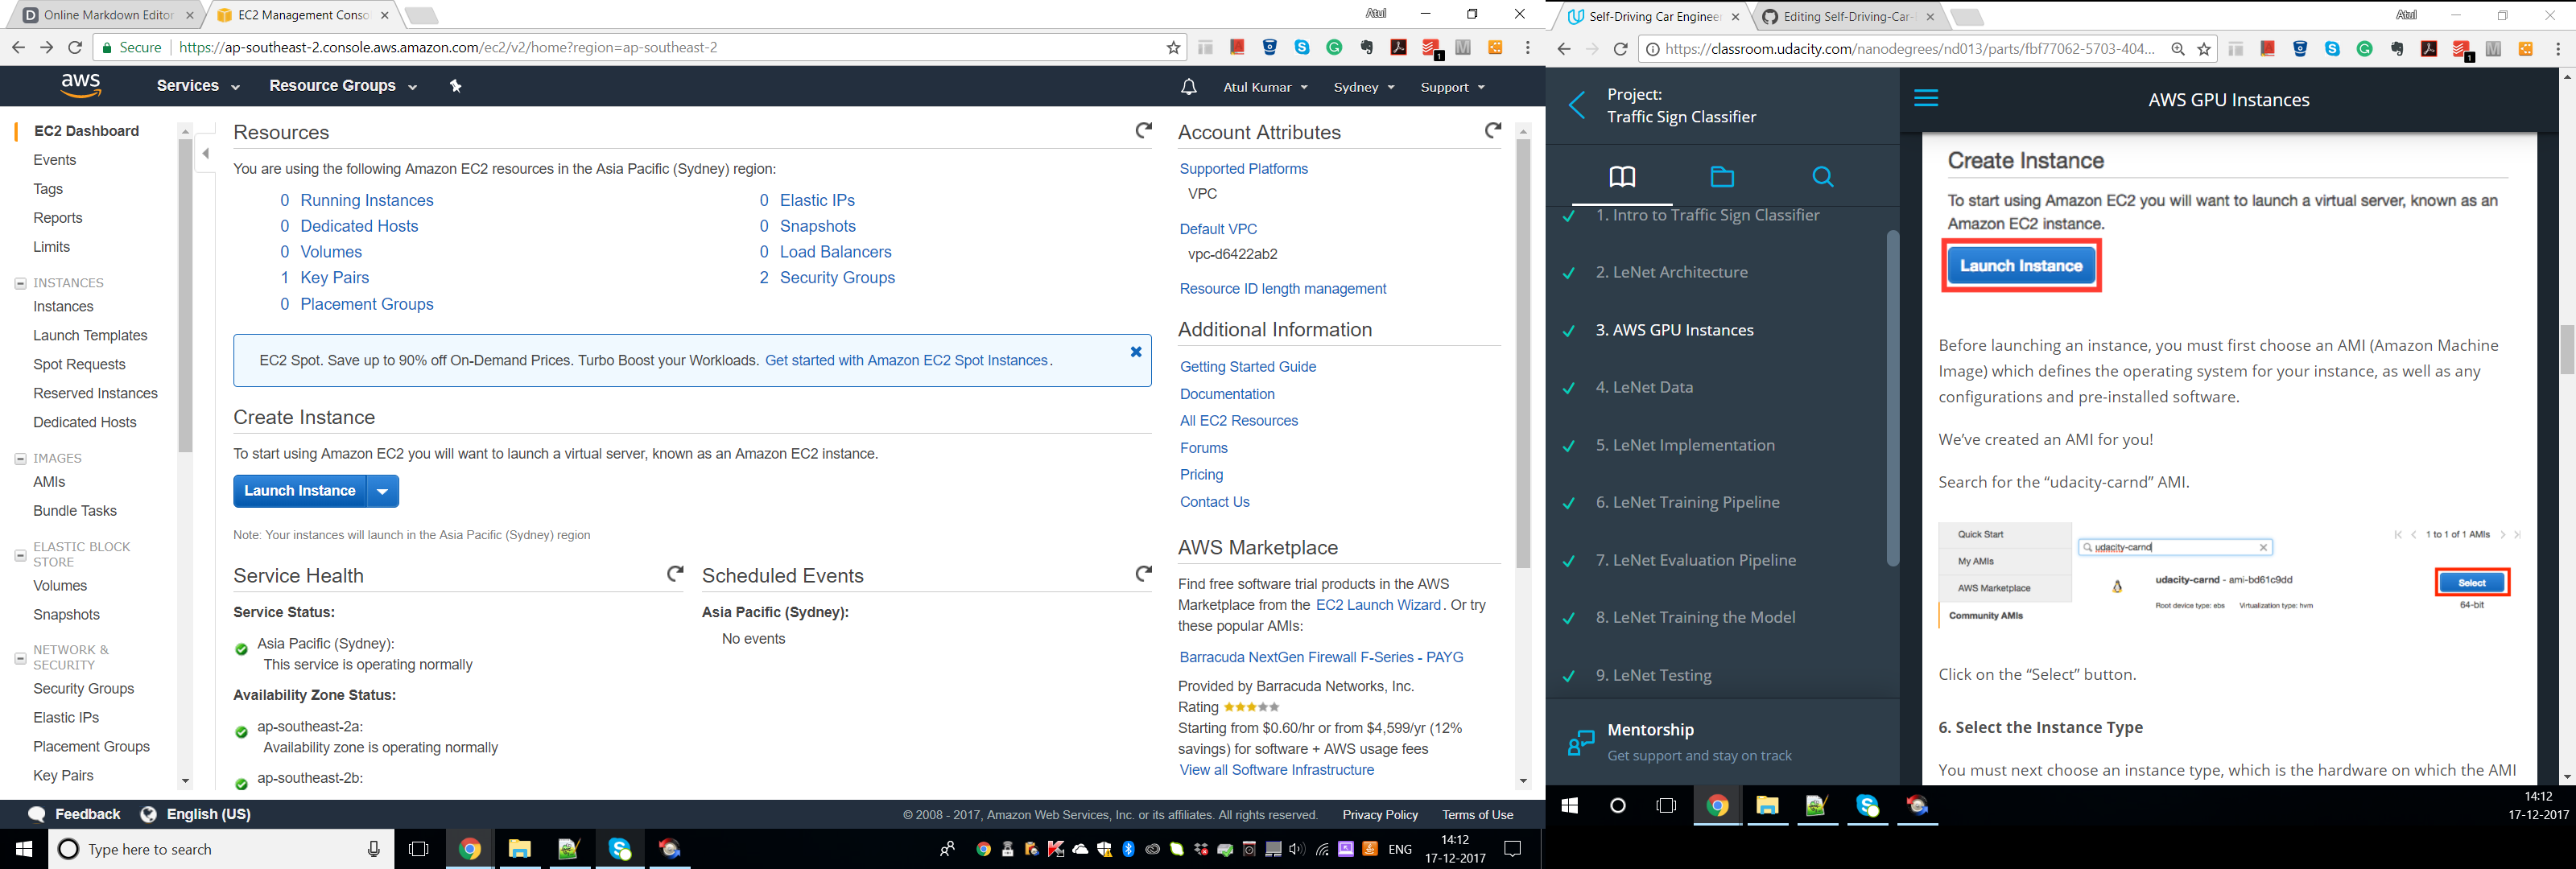 Online Markdown Editor
EC2 Management Conso
Atul
Secure
https://ap-southeast-2.console.aws.amazon.com/ec2/v2/home?region=ap-southeast-2
1
aws
Services
Resource Groups
Atul Kumar
Sydney
Support
EC2 Dashboard
Events
Tags
Reports
Limits
INSTANCES
Instances
Launch Templates
Spot Requests
Reserved Instances
Dedicated Hosts
IMAGES
AMIs
Bundle Tasks
ELASTIC BLOCK
STORE
Volumes
Snapshots
NETWORK &
SECURITY
Security Groups
Elastic IPs
Placement Groups
Key Pairs
Resources
You are using the following Amazon EC2 resources in the Asia Pacific (Sydney) region:
0 Running Instances
0 Elastic IPs
0 Dedicated Hosts
0 Snapshots
0 Volumes
0 Load Balancers
1 Key Pairs
2 Security Groups
0 Placement Groups
EC2 Spot. Save up to 90% off On-Demand Prices. Turbo Boost your Workloads. Get started with Amazon EC2 Spot Instances.
Create Instance
To start using Amazon EC2 you will want to launch a virtual server, known as an Amazon EC2 instance.
Launch Instance
Note: Your instances will launch in the Asia Pacific (Sydney) region
Service Health
Service Status:
Asia Pacific (Sydney):
This service is operating normally
Availability Zone Status:
ap-southeast-2a:
Availability zone is operating normally
ap-southeast-2b:
Scheduled Events
Asia Pacific (Sydney):
No events
Account Attributes
Supported Platforms
VPC
Default VPC
vpc-d6422ab2
Resource ID length management
Additional Information
Getting Started Guide
Documentation
All EC2 Resources
Forums
Pricing
Contact Us
AWS Marketplace
Find free software trial products in the AWS
Marketplace from the EC2 Launch Wizard. Or try
these popular AMIs:
Barracuda NextGen Firewall F-Series - PAYG
Provided by Barracuda Networks, Inc.
Rating
Starting from $0.60/hr or from $4,599/yr (12%
savings) for software + AWS usage fees
View all Software Infrastructure
Feedback
English (US)
© 2008 - 2017, Amazon Web Services, Inc. or its affiliates. All rights reserved.
Privacy Policy
Terms of Use
Type here to search
ENG
14:12
17-12-2017
Self-Driving Car Engineer
Editing Self-Driving-Car-
Atul
https://classroom.udacity.com/nanodegrees/nd013/parts/fbf77062-5703-404...
1
Project:
Traffic Sign Classifier
1. Intro to Traffic Sign Classifier
2. LeNet Architecture
3. AWS GPU Instances
4. LeNet Data
5. LeNet Implementation
6. LeNet Training Pipeline
7. LeNet Evaluation Pipeline
8. LeNet Training the Model
9. LeNet Testing
Mentorship
Get support and stay on track
AWS GPU Instances
Create Instance
To start using Amazon EC2 you will want to launch a virtual server, known as an
Amazon EC2 instance.
Launch Instance
Before launching an instance, you must first choose an AMI (Amazon Machine
Image) which defines the operating system for your instance, as well as any
configurations and pre-installed software.
We've created an AMI for you!
Search for the “udacity-carnd” AMI.
Quick Start
My AMIs
AWS Marketplace
Community AMIs
udacity-carnd
1 to 1 of 1 AMIs
udacity-carnd - ami-bd61c9dd
Root device type: ebs Virtualization type: hvm
Select
64-bit
Click on the “Select” button.
6. Select the Instance Type
You must next choose an instance type, which is the hardware on which the AMI
14:12
17-12-2017